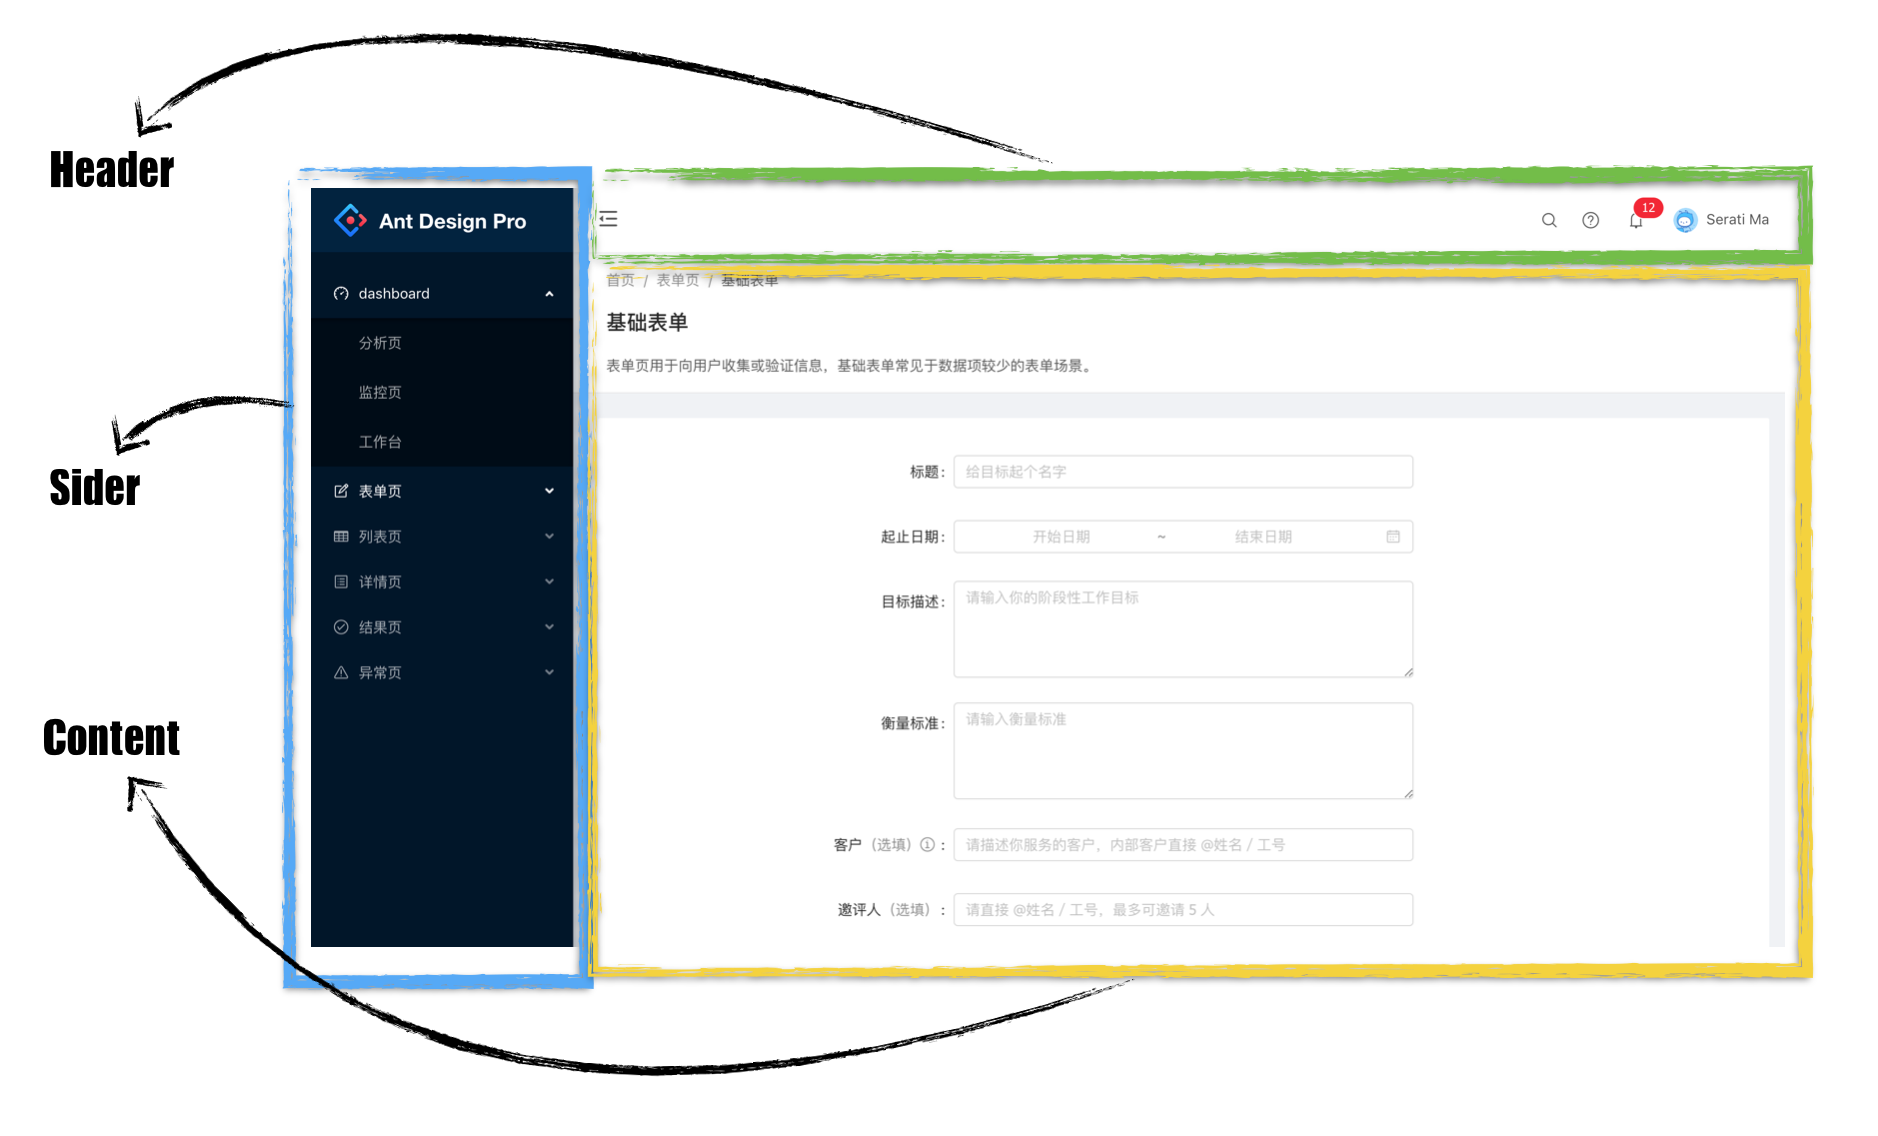 Header
Sider
Content
Ant Design Pro
dashboard
分析页
监控页
工作台
表单页
列表页
详情页
结果页
异常页
12
Serati Ma
首页 / 表单页 / 基础表单
基础表单
表单页用于向用户收集或验证信息，基础表单常见于数据项较少的表单场景。
标题： 给目标起个名字
起止日期： 开始日期 ~ 结束日期
目标描述： 请输入你的阶段性工作目标
衡量标准： 请输入衡量标准
客户（选填）： 请描述你服务的客户，内部客户直接 @姓名 / 工号
邀评人（选填）： 请直接 @姓名 / 工号，最多可邀请 5 人